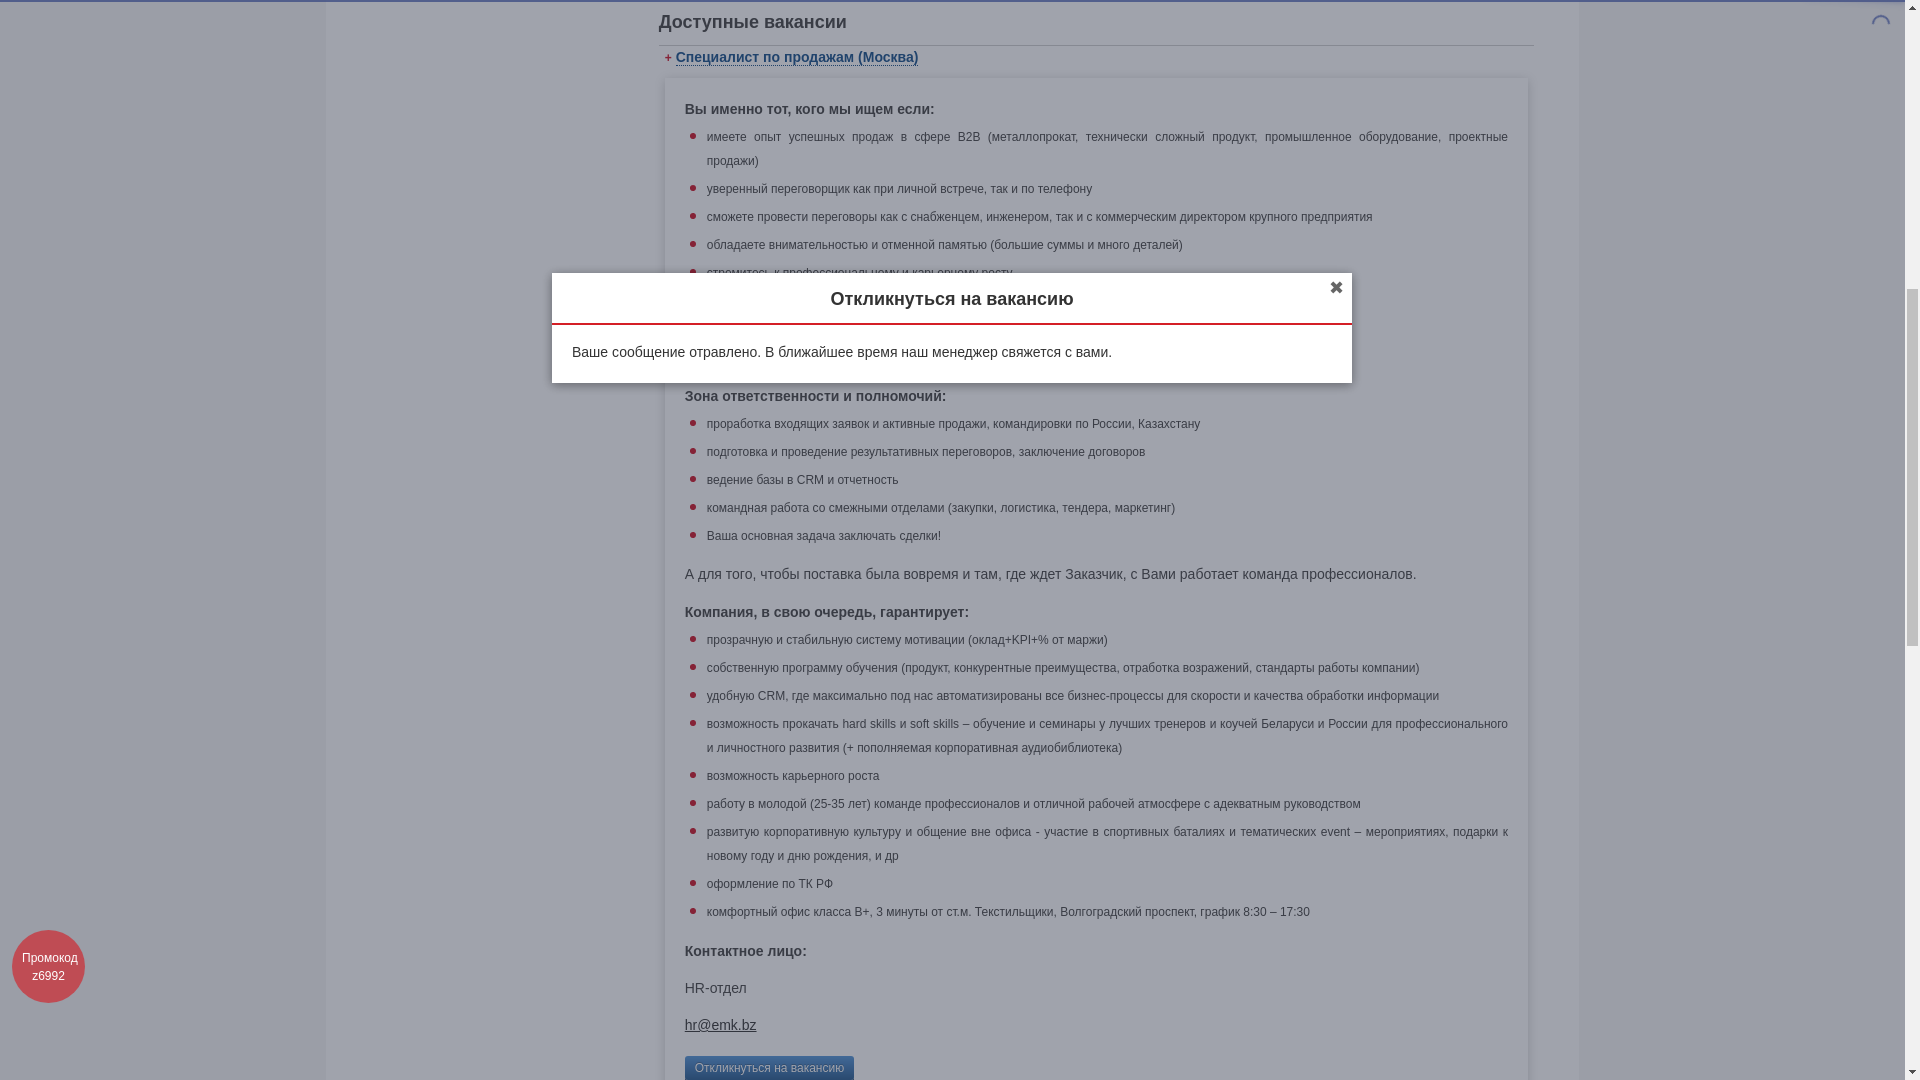 Доступные вакансии
+ Специалист по продажам (Москва)
Вы именно тот, кого мы ищем если:
имеете опыт успешных продаж в сфере B2B (металлопрокат, технически сложный продукт, промышленное оборудование, проектные
продажи)
уверенный переговорщик как при личной встрече, так и по телефону
сможете провести переговоры как с снабженцем, инженером, так и с коммерческим директором крупного предприятия
обладаете внимательностью и отменной памятью (большие суммы и много деталей)
стремитесь к профессиональному и карьерному росту
Откликнуться на вакансию
✖
Ваше сообщение отравлено. В ближайшее время наш менеджер свяжется с вами.
Зона ответственности и полномочий:
проработка входящих заявок и активные продажи, командировки по России, Казахстану
подготовка и проведение результативных переговоров, заключение договоров
ведение базы в CRM и отчетность
командная работа со смежными отделами (закупки, логистика, тендера, маркетинг)
Ваша основная задача заключать сделки!
А для того, чтобы поставка была вовремя и там, где ждет Заказчик, с Вами работает команда профессионалов.
Компания, в свою очередь, гарантирует:
прозрачную и стабильную систему мотивации (оклад+KPI+% от маржи)
собственную программу обучения (продукт, конкурентные преимущества, отработка возражений, стандарты работы компании)
удобную CRM, где максимально под нас автоматизированы все бизнес-процессы для скорости и качества обработки информации
возможность прокачать hard skills и soft skills – обучение и семинары у лучших тренеров и коучей Беларуси и России для профессионального
и личностного развития (+ пополняемая корпоративная аудиобиблиотека)
возможность карьерного роста
работу в молодой (25-35 лет) команде профессионалов и отличной рабочей атмосфере с адекватным руководством
развитую корпоративную культуру и общение вне офиса - участие в спортивных баталиях и тематических event – мероприятиях, подарки к
новому году и дню рождения, и др
оформление по ТК РФ
комфортный офис класса В+, 3 минуты от ст.м. Текстильщики, Волгоградский проспект, график 8:30 – 17:30
Контактное лицо:
HR-отдел
hr@emk.bz
Откликнуться на вакансию
Промокод
z6992